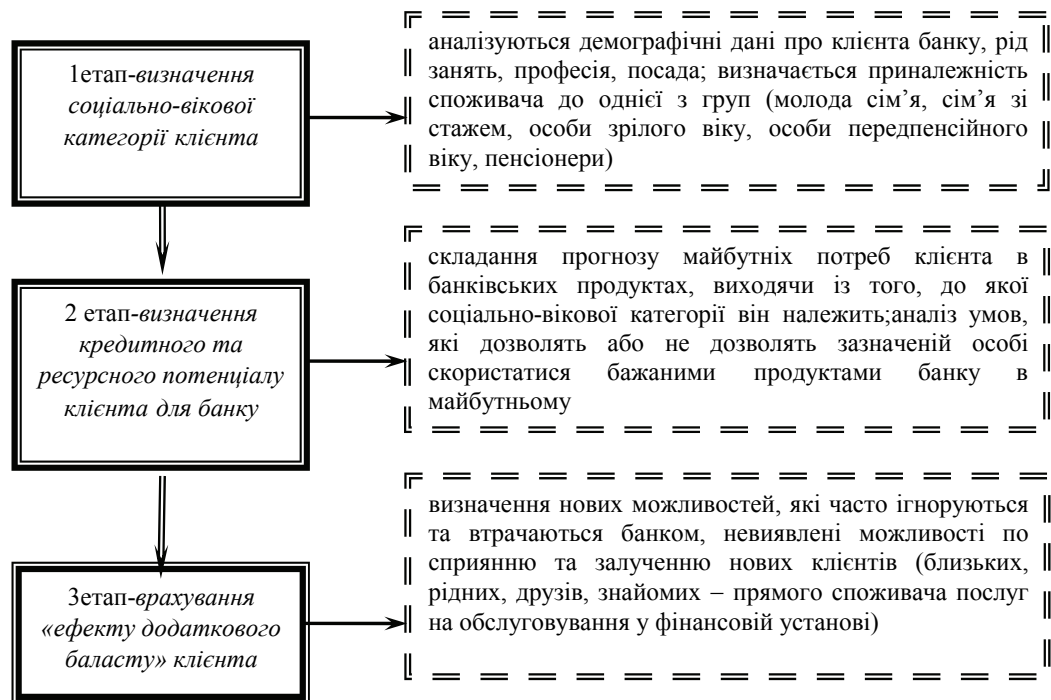 1етап-визначення
соціально-вікової
категорії клієнта
аналізуються демографічні дані про клієнта банку, рід
занять, професія, посада; визначається приналежність
споживача до однієї з груп (молода сім’я, сім’я зі
стажем, особи зрілого віку, особи передпенсійного
віку, пенсіонери)
2 етап-визначення
кредитного та
ресурсного потенціалу
клієнта для банку
складання прогнозу майбутніх потреб клієнта в
банківських продуктах, виходячи із того, до якої
соціально-вікової категорії він належить;аналіз умов,
які дозволять або не дозволять зазначеній особі
скористатися бажаними продуктами банку в
майбутньому
3етап-врахування
«ефекту додаткового
баласту» клієнта
визначення нових можливостей, які часто ігноруються
та втрачаються банком, невиявлені можливості по
сприянню та залученню нових клієнтів (близьких,
рідних, друзів, знайомих – прямого споживача послуг
на обслуговування у фінансовій установі)